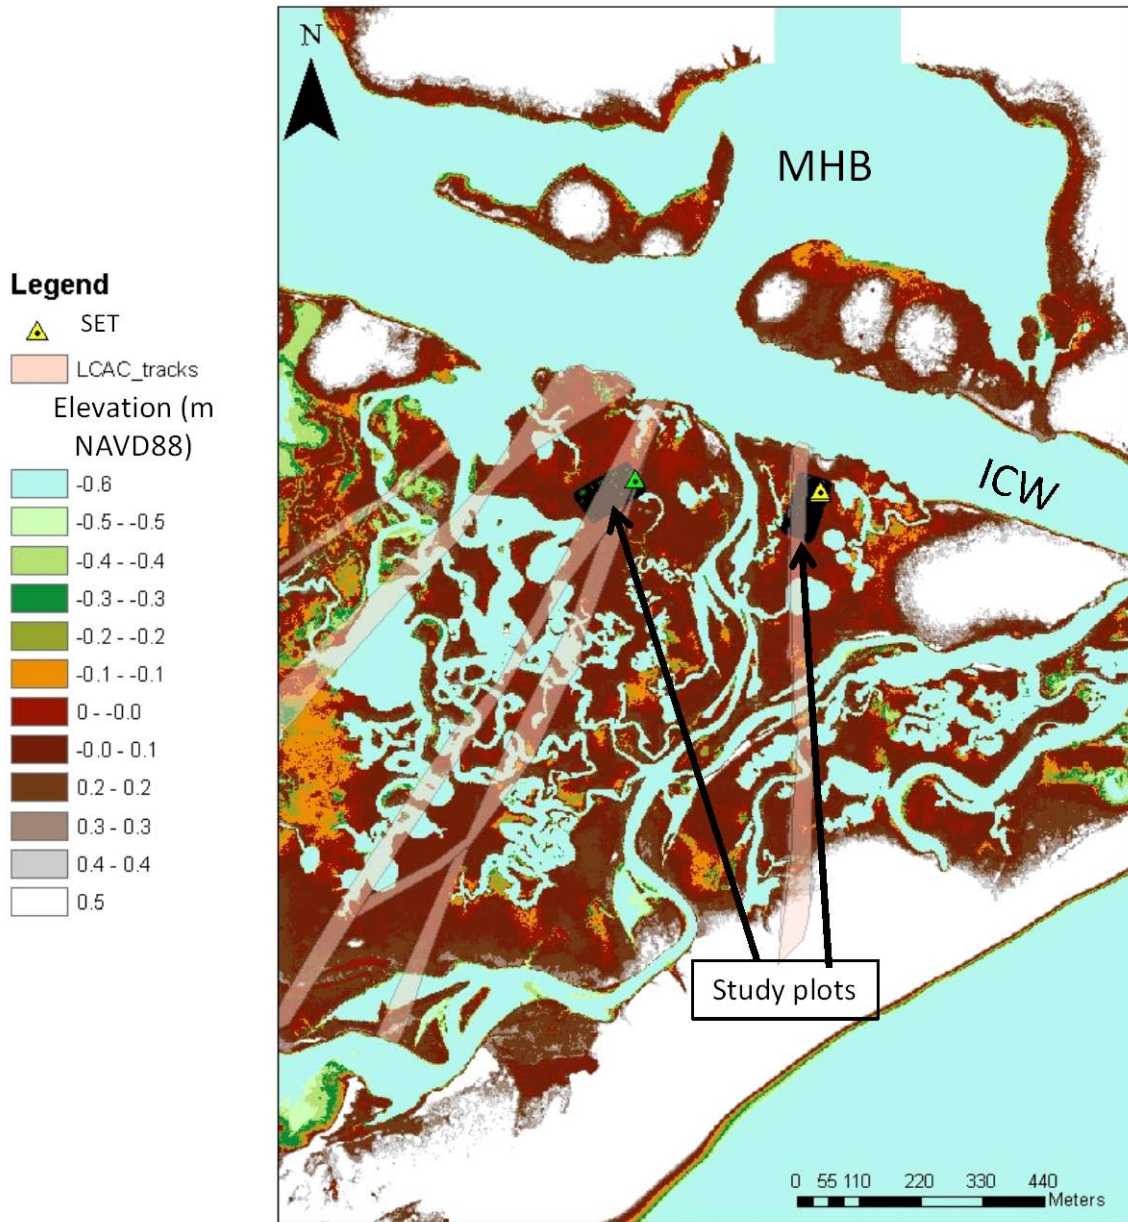 N
MHB
ICW
Legend
SET
LCAC_tracks
Elevation (m
NAVD88)
-0.6
-0.5 - -0.5
-0.4 - -0.4
-0.3 - -0.3
-0.2 - -0.2
-0.1 - -0.1
0 - -0.0
-0.0 - 0.1
0.2 - 0.2
0.3 - 0.3
0.4 - 0.4
0.5
Study plots
0 55 110 220 330 440
Meters